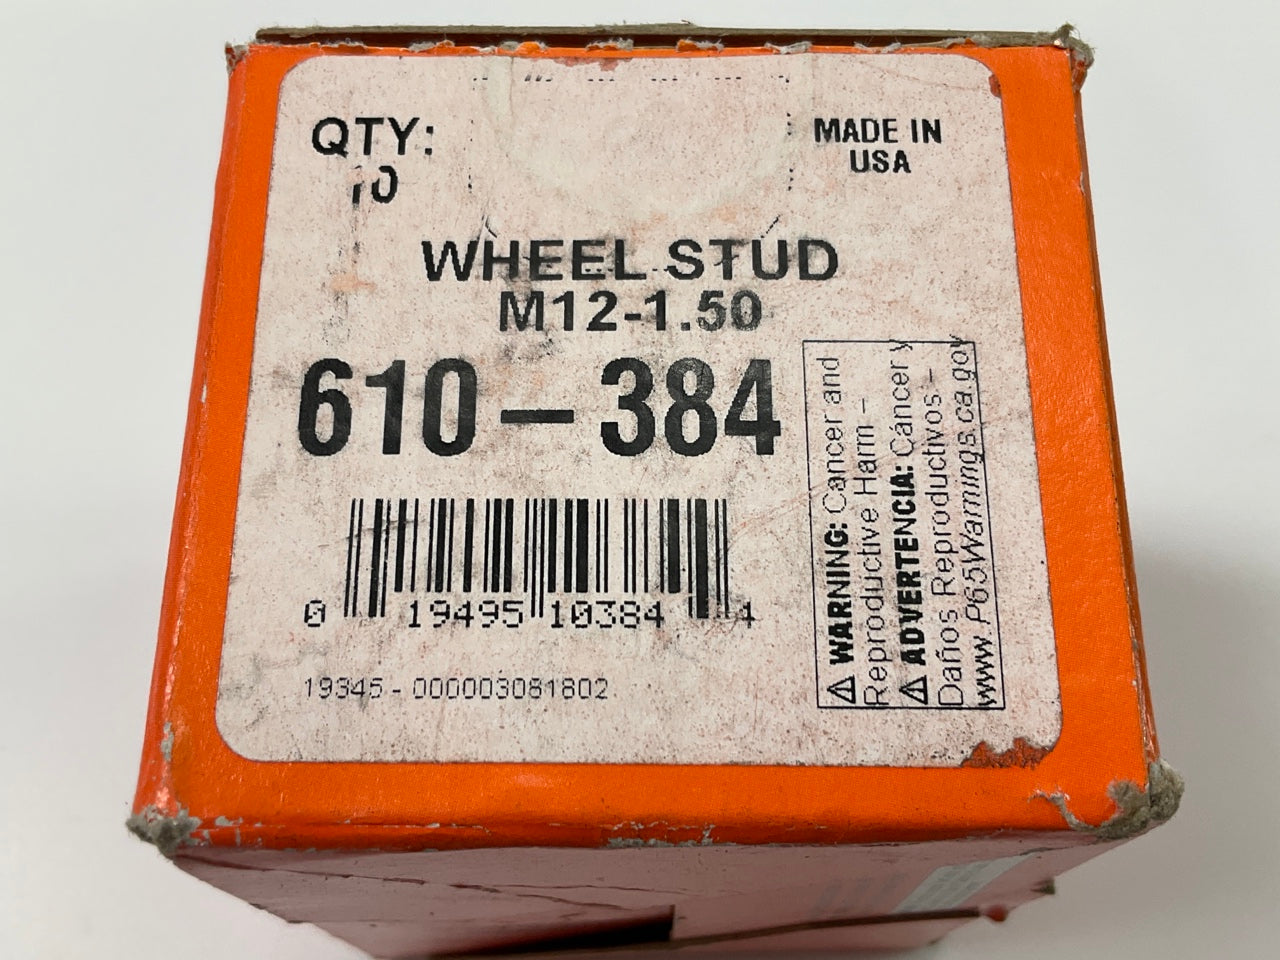 QTY:
10
MADE IN
USA
WHEEL STUD
M12-1.50
610-384
0 19495 10384 4
19345 - 000003081802
⚠ WARNING: Cancer and
Reproductive Harm –
⚠ ADVERTENCIA: Cáncer y
Daños Reproductivos –
www.P65Warnings.ca.gov